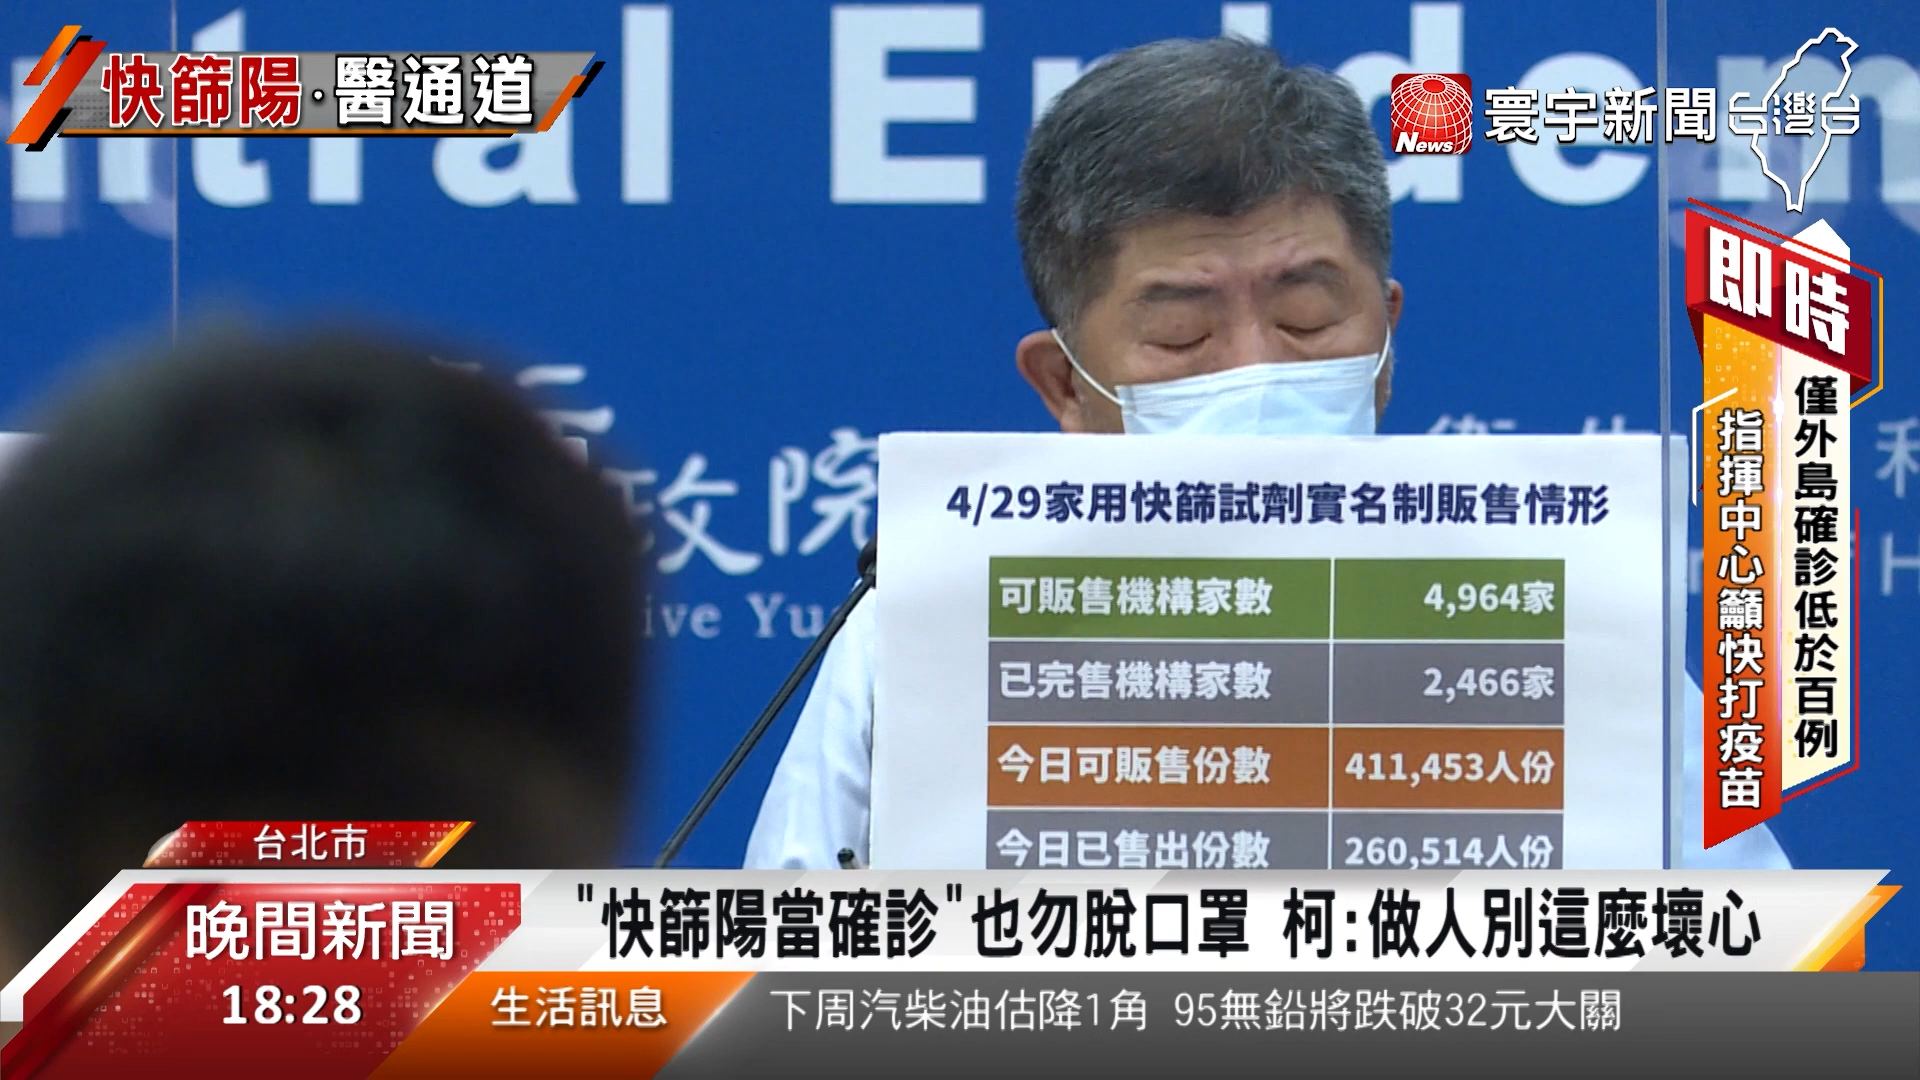 快篩陽·醫通道
News 寰宇新聞 台灣台
ntral Epidem
即時
僅外島確診低於百例
指揮中心籲快打疫苗
政院
ive Yu
4/29家用快篩試劑實名制販售情形
可販售機構家數 4,964家
已完售機構家數 2,466家
今日可販售份數 411,453人份
今日已售出份數 260,514人份
台北市
晚間新聞
"快篩陽當確診"也勿脫口罩 柯:做人別這麼壞心
18:28
生活訊息
下周汽柴油估降1角 95無鉛將跌破32元大關